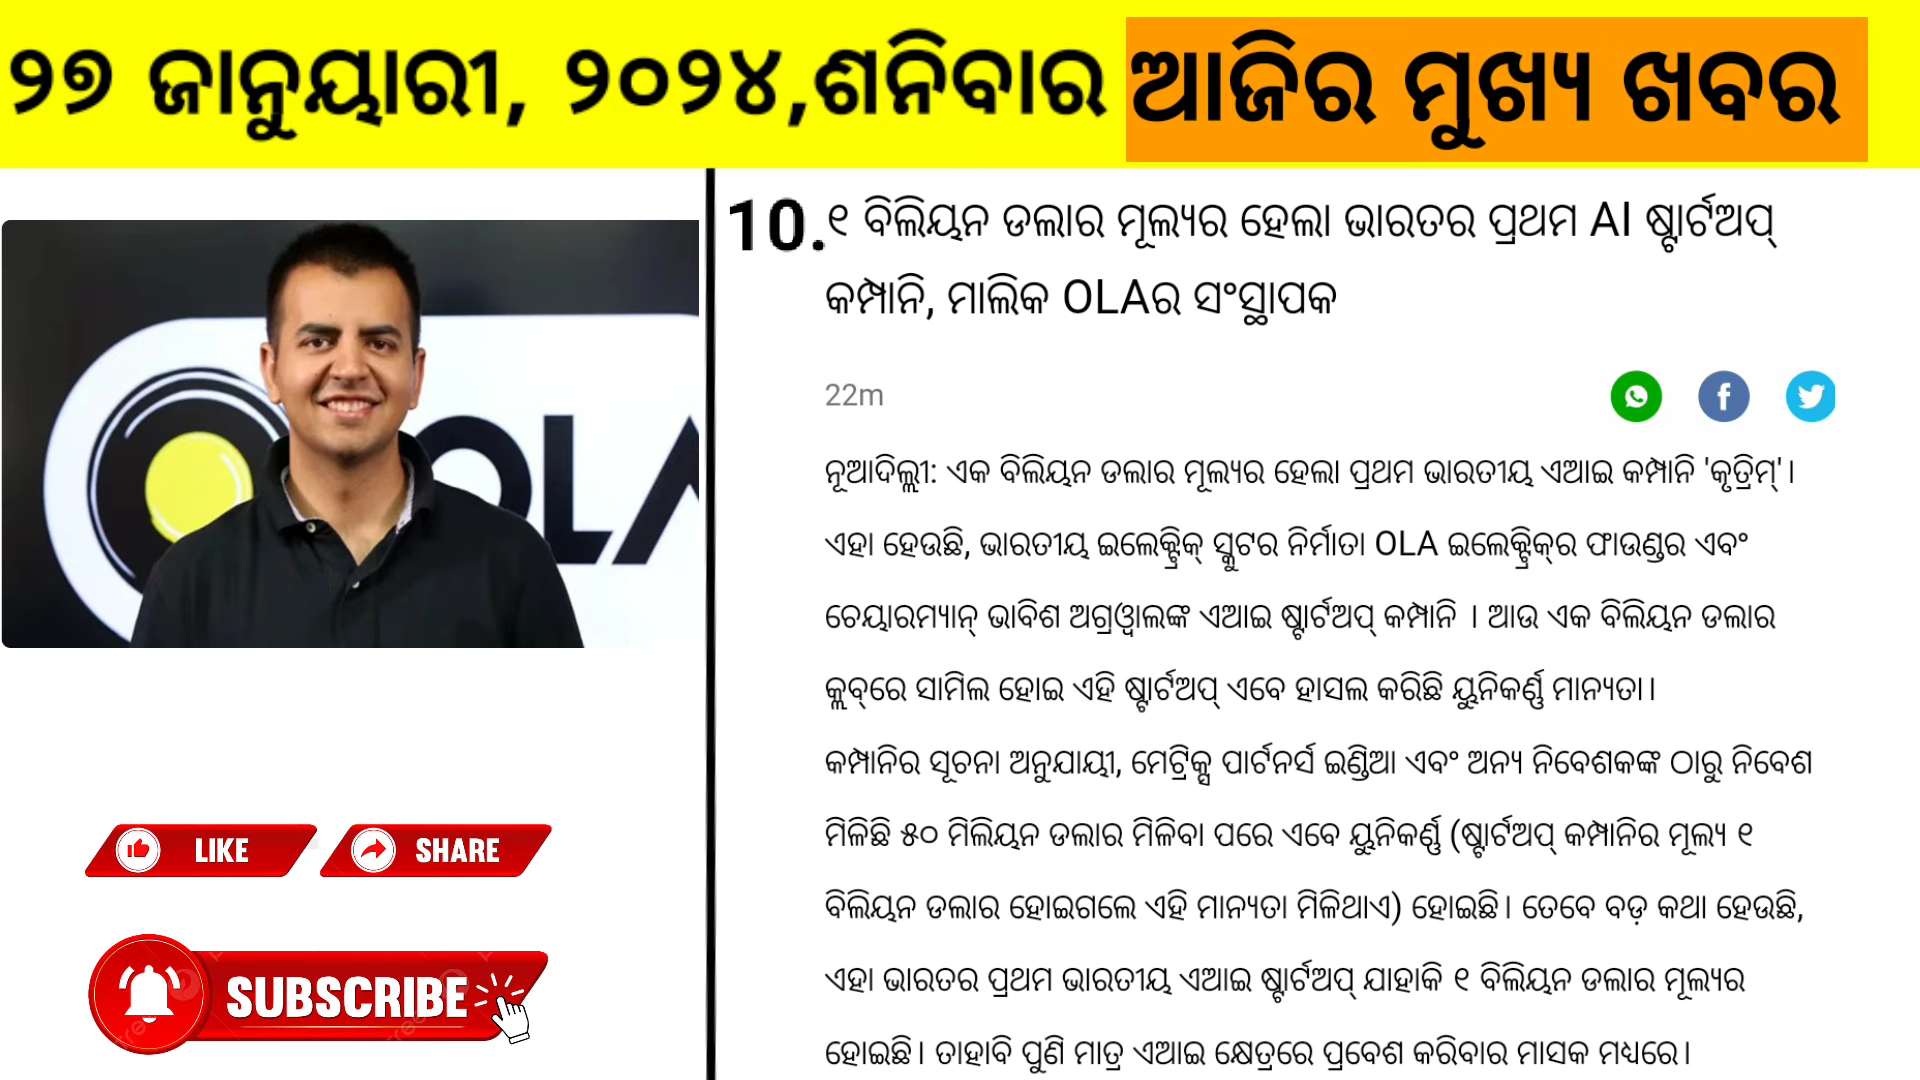 ୨୭ ଜାନୁୟାରୀ, ୨୦୨୪,ଶନିବାର ଆଜିର ମୁଖ୍ୟ ଖବର
10.୧ ବିଲିୟନ ଡଲାର ମୂଲ୍ୟର ହେଲା ଭାରତର ପ୍ରଥମ AI ଷ୍ଟାର୍ଟଅପ୍
କମ୍ପାନି, ମାଲିକ OLAର ସଂସ୍ଥାପକ
22m
ନୂଆଦିଲ୍ଲୀ: ଏକ ବିଲିୟନ ଡଲାର ମୂଲ୍ୟର ହେଲା ପ୍ରଥମ ଭାରତୀୟ ଏଆଇ କମ୍ପାନି 'କୃତ୍ରିମ୍'।
ଏହା ହେଉଛି, ଭାରତୀୟ ଇଲେକ୍ଟ୍ରିକ୍ ସ୍କୁଟର ନିର୍ମାତା OLA ଇଲେକ୍ଟ୍ରିକ୍‌ର ଫାଉଣ୍ଡର ଏବଂ
ଚେୟାରମ୍ୟାନ୍ ଭାବିଶ ଅଗ୍ରୱାଲଙ୍କ ଏଆଇ ଷ୍ଟାର୍ଟଅପ୍ କମ୍ପାନି । ଆଉ ଏକ ବିଲିୟନ ଡଲାର
କ୍ଲବ୍‌ରେ ସାମିଲ ହୋଇ ଏହି ଷ୍ଟାର୍ଟଅପ୍ ଏବେ ହାସଲ କରିଛି ୟୁନିକର୍ଣ୍ଣ ମାନ୍ୟତା।
କମ୍ପାନିର ସୂଚନା ଅନୁଯାୟୀ, ମେଟ୍ରିକ୍ସ ପାର୍ଟନର୍ସ ଇଣ୍ଡିଆ ଏବଂ ଅନ୍ୟ ନିବେଶକଙ୍କ ଠାରୁ ନିବେଶ
ମିଳିଛି ୫୦ ମିଲିୟନ ଡଲାର ମିଳିବା ପରେ ଏବେ ୟୁନିକର୍ଣ୍ଣ (ଷ୍ଟାର୍ଟଅପ୍ କମ୍ପାନିର ମୂଲ୍ୟ ୧
ବିଲିୟନ ଡଲାର ହୋଇଗଲେ ଏହି ମାନ୍ୟତା ମିଳିଥାଏ) ହୋଇଛି। ତେବେ ବଡ଼ କଥା ହେଉଛି,
ଏହା ଭାରତର ପ୍ରଥମ ଭାରତୀୟ ଏଆଇ ଷ୍ଟାର୍ଟଅପ୍ ଯାହାକି ୧ ବିଲିୟନ ଡଲାର ମୂଲ୍ୟର
ହୋଇଛି। ତାହାବି ପୁଣି ମାତ୍ର ଏଆଇ କ୍ଷେତ୍ରରେ ପ୍ରବେଶ କରିବାର ମାସକ ମଧ୍ୟରେ।
OLA
LIKE SHARE
SUBSCRIBE